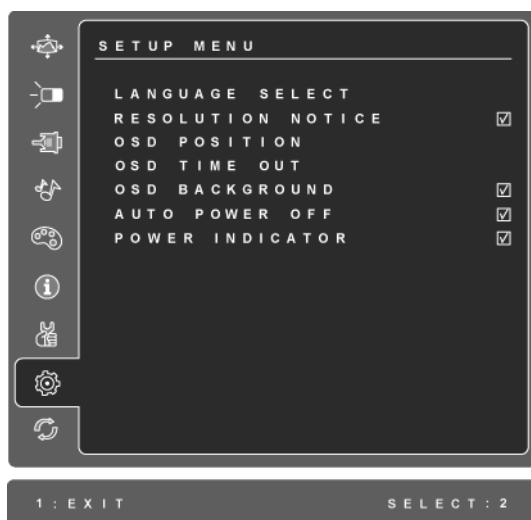 SETUP MENU
LANGUAGE SELECT
RESOLUTION NOTICE
OSD POSITION
OSD TIME OUT
OSD BACKGROUND
AUTO POWER OFF
POWER INDICATOR
1:EXIT SELECT:2